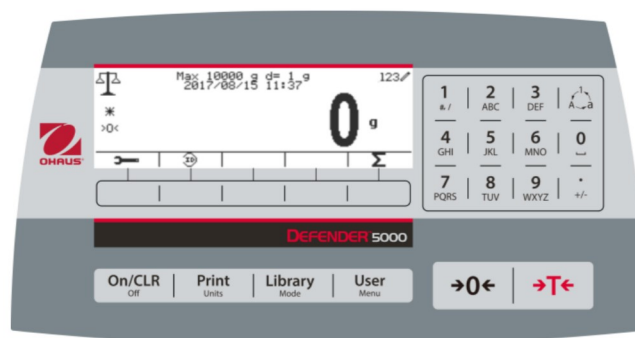 Max 10000 g d= 1 g
2017/08/15 11:37
123
>0<
0 g
ID
Σ
OHAUS
DEFENDER 5000
1 &/
2 ABC
3 DEF
1 A a
4 GHI
5 JKL
6 MNO
0
7 PQRS
8 TUV
9 WXYZ
. +/-
On/CLR
Off
Print
Units
Library
Mode
User
Menu
→0←
→T←